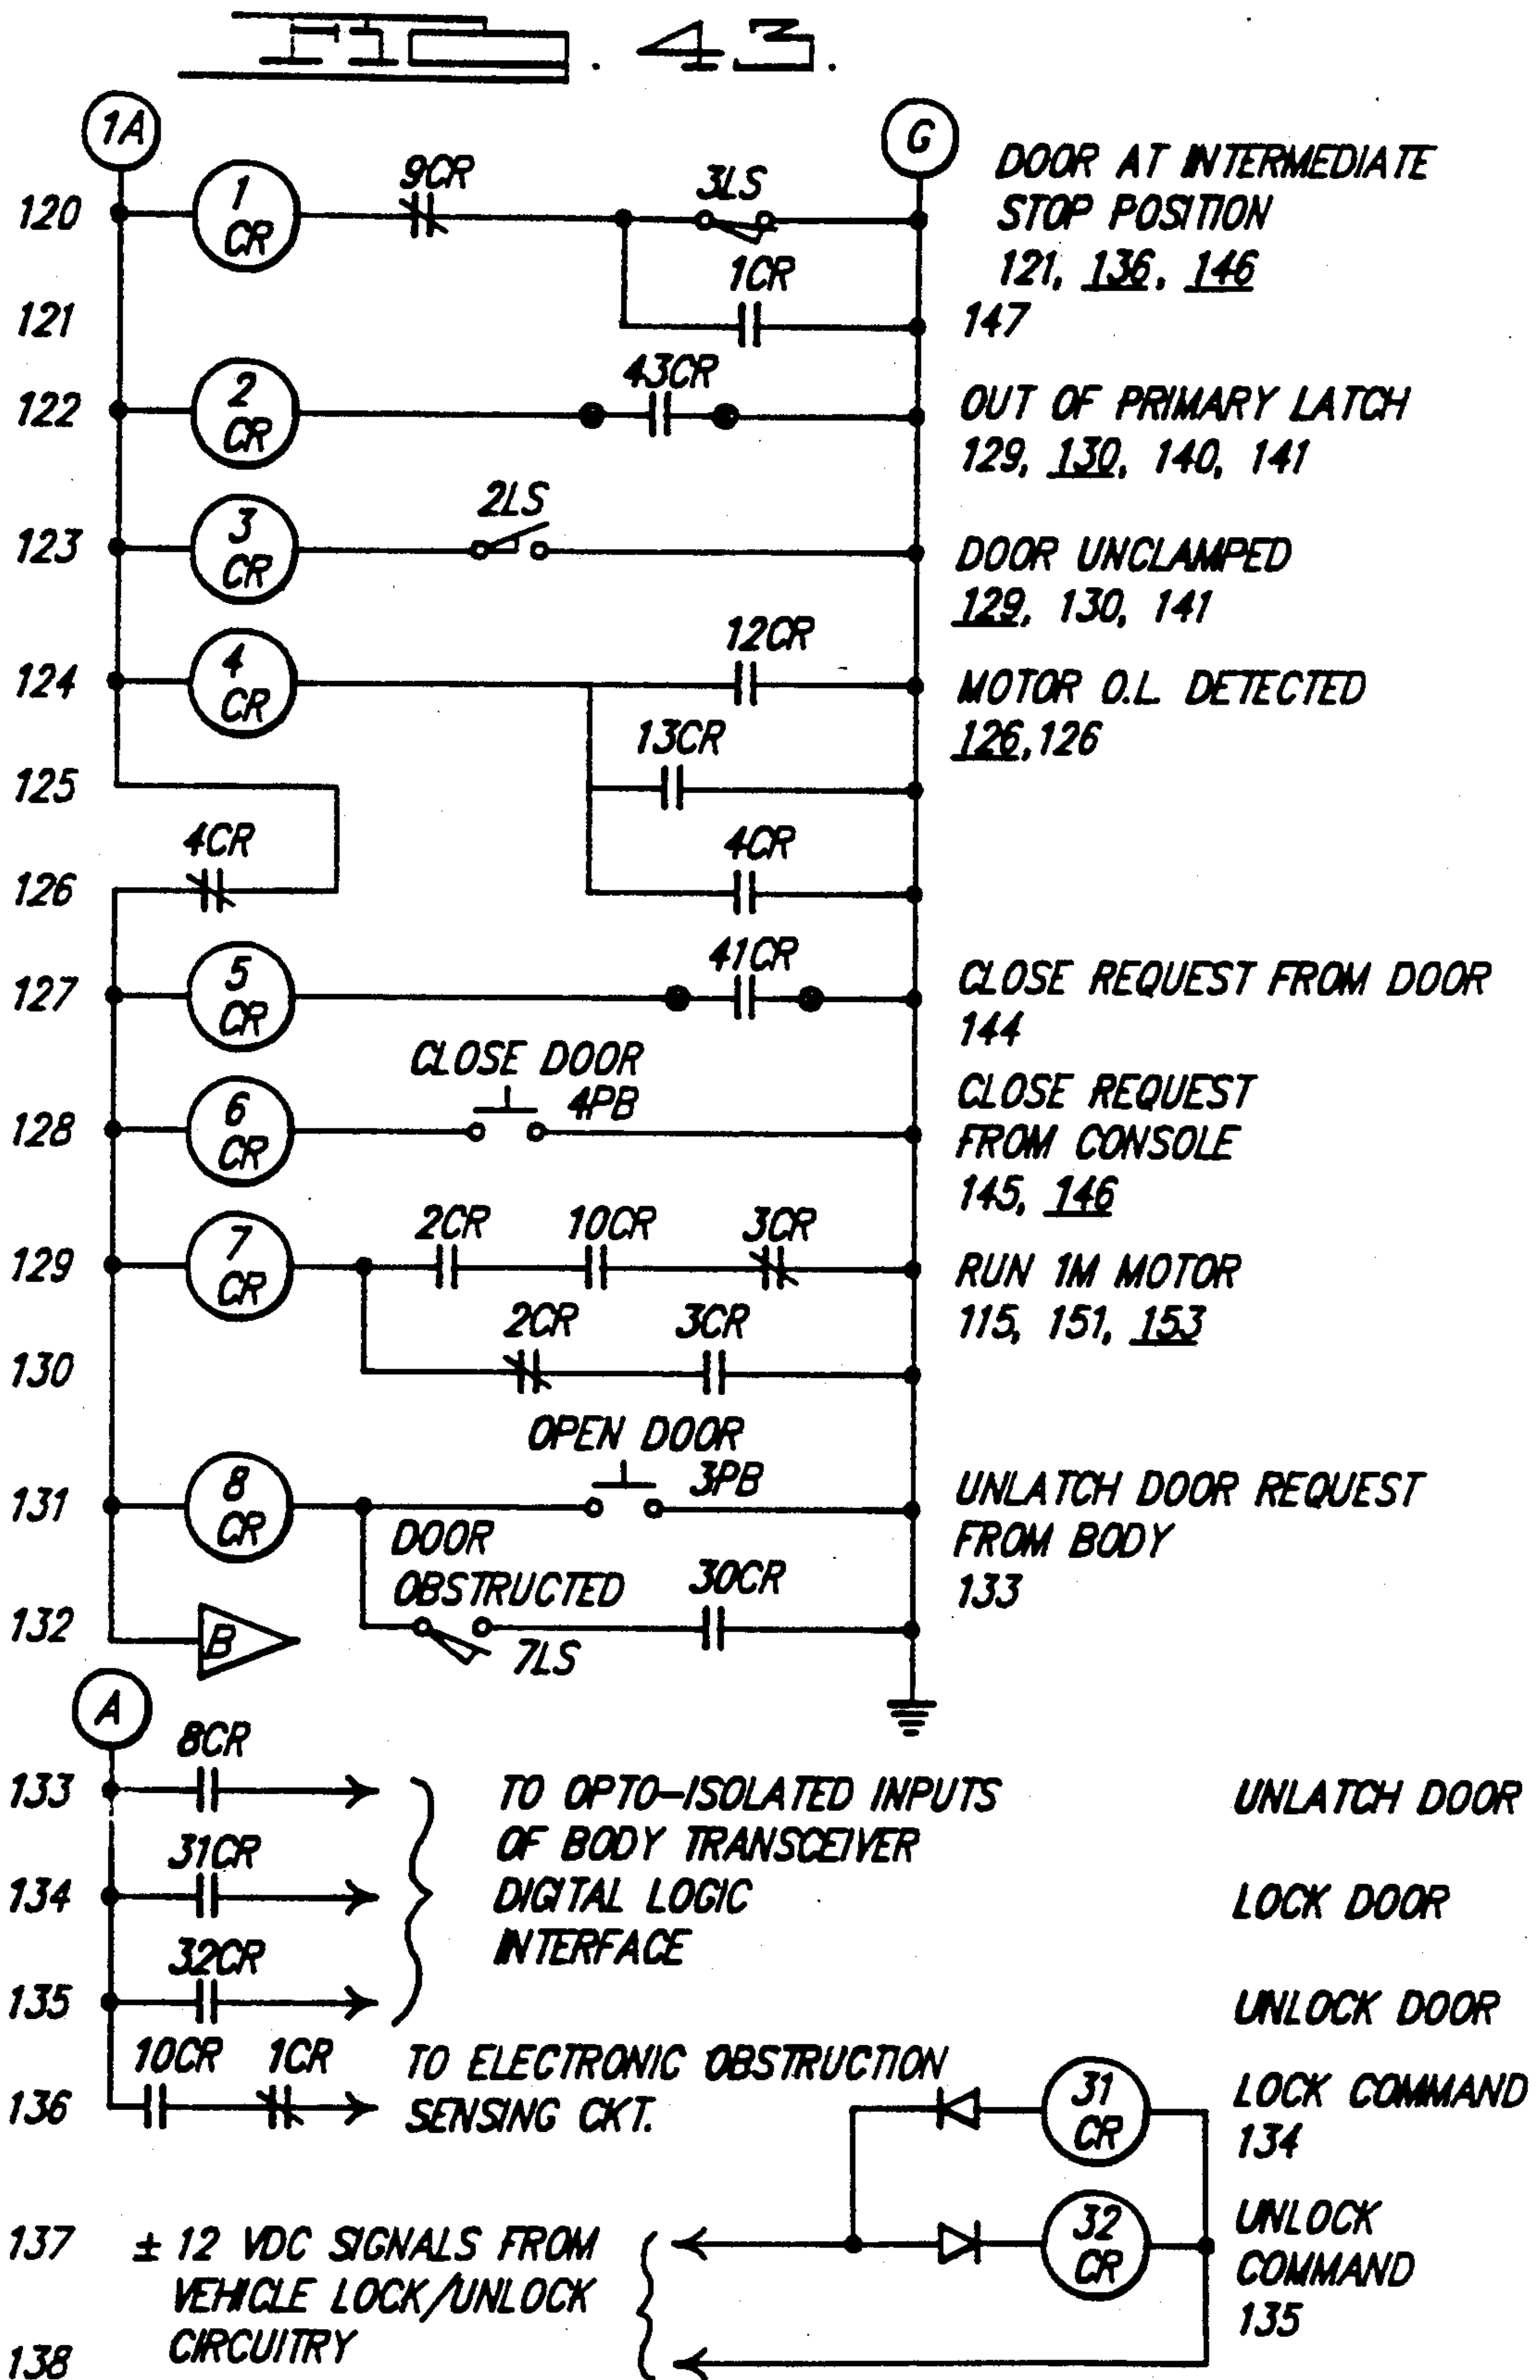 FIG. 43.
1A
G
120
1
CR
9CR
3LS
DOOR AT INTERMEDIATE
STOP POSITION
121, 136, 146
121
1CR
147
122
2
CR
43CR
OUT OF PRIMARY LATCH
129, 130, 140, 141
123
3
CR
2LS
DOOR UNCLAMPED
129, 130, 141
124
4
CR
12CR
MOTOR O.L. DETECTED
126,126
125
13CR
126
4CR
4CR
127
5
CR
41CR
CLOSE REQUEST FROM DOOR
144
128
6
CR
CLOSE DOOR
4PB
CLOSE REQUEST
FROM CONSOLE
145, 146
129
7
CR
2CR
10CR
3CR
RUN 1M MOTOR
115, 151, 153
130
2CR
3CR
131
8
CR
OPEN DOOR
3PB
UNLATCH DOOR REQUEST
FROM BODY
133
132
B
DOOR
OBSTRUCTED
7LS
30CR
A
133
8CR
TO OPTO-ISOLATED INPUTS
OF BODY TRANSCEIVER
DIGITAL LOGIC
INTERFACE
UNLATCH DOOR
134
31CR
LOCK DOOR
135
32CR
UNLOCK DOOR
136
10CR
1CR
TO ELECTRONIC OBSTRUCTION
SENSING CKT.
31
CR
LOCK COMMAND
134
137
± 12 VDC SIGNALS FROM
VEHICLE LOCK/UNLOCK
CIRCUITRY
32
CR
UNLOCK
COMMAND
135
138